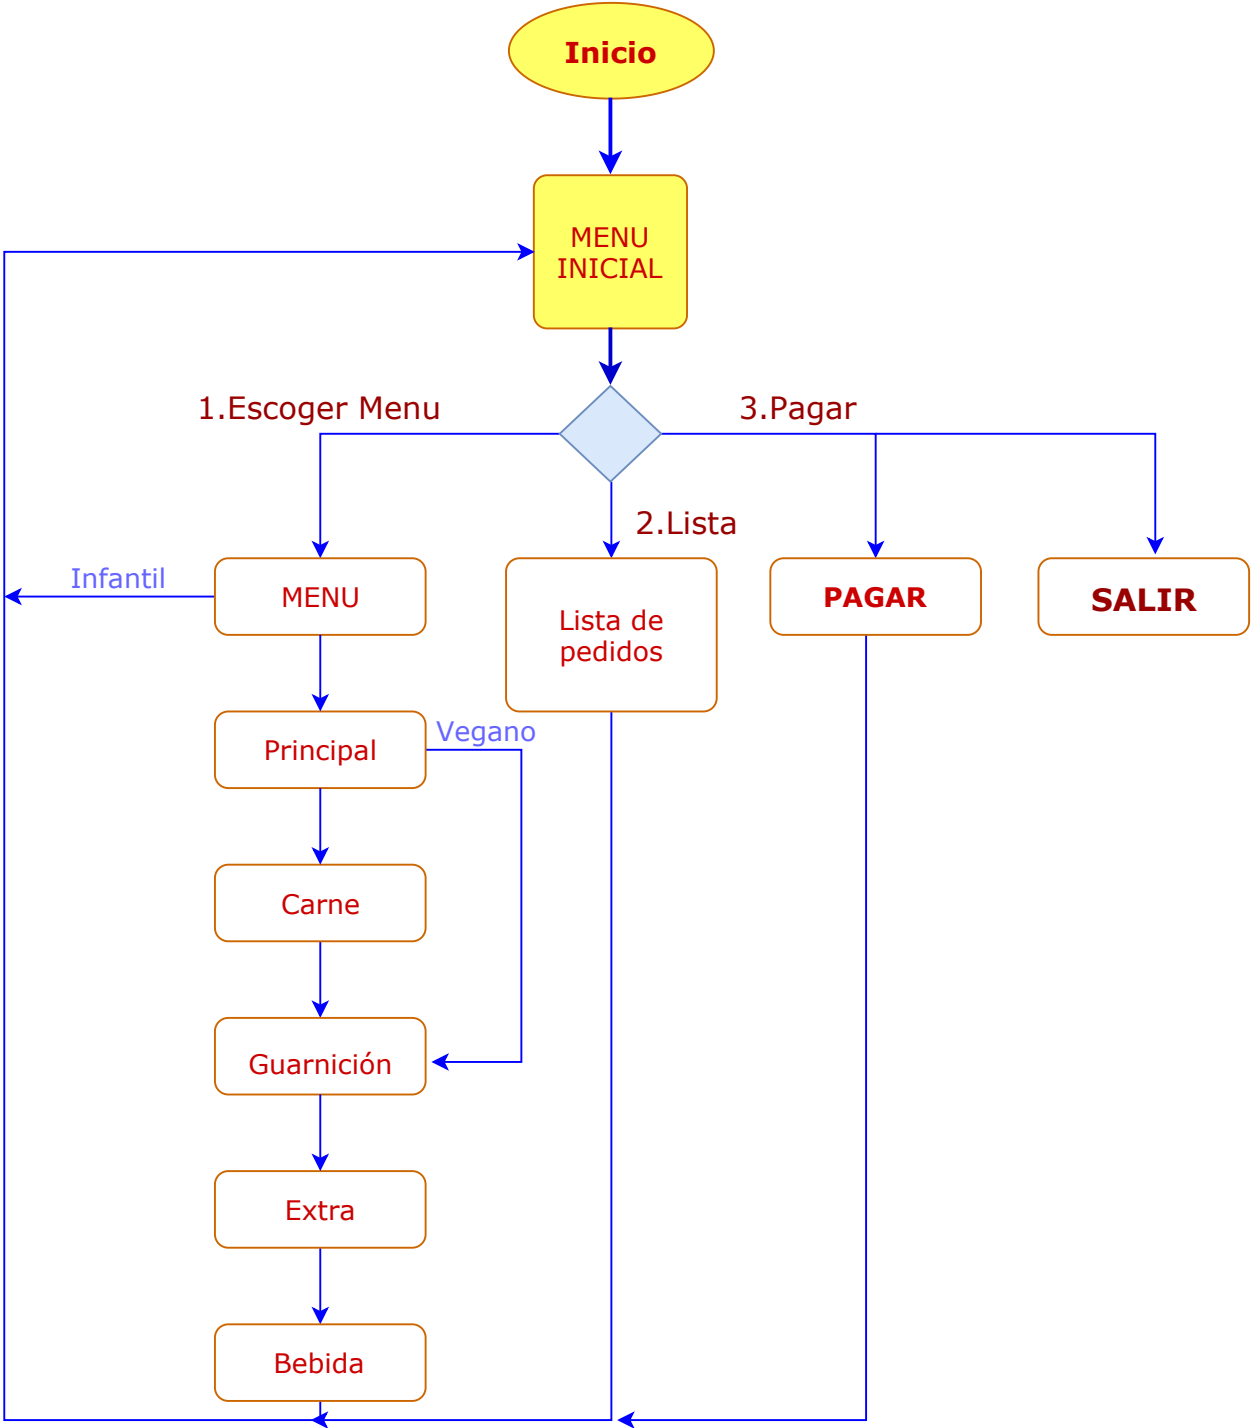 Inicio
MENU
INICIAL
1.Escoger Menu
3.Pagar
2.Lista
Infantil
MENU
Lista de
pedidos
PAGAR
SALIR
Principal
Vegano
Carne
Guarnición
Extra
Bebida